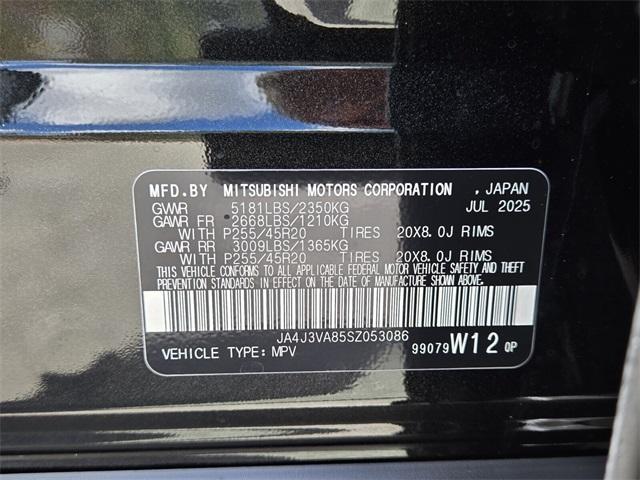 MFD.BY MITSUBISHI MOTORS CORPORATION , JAPAN
GVWR 5181LBS/2350KG JUL 2025
GAWR FR 2668LBS/1210KG
WITH P255/45R20 TIRES 20X8.0J RIMS
GAWR RR 3009LBS/1365KG
WITH P255/45R20 TIRES 20X8.0J RIMS
THIS VEHICLE CONFORMS TO ALL APPLICABLE FEDERAL MOTOR VEHICLE SAFETY AND THEFT
PREVENTION STANDARDS IN EFFECT ON THE DATE OF MANUFACTURE SHOWN ABOVE.
JA4J3VA85SZ053086
VEHICLE TYPE:MPV 99079W12 QP